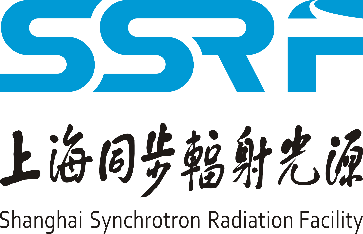 SSRF
上海同步辐射光源
Shanghai Synchrotron Radiation Facility